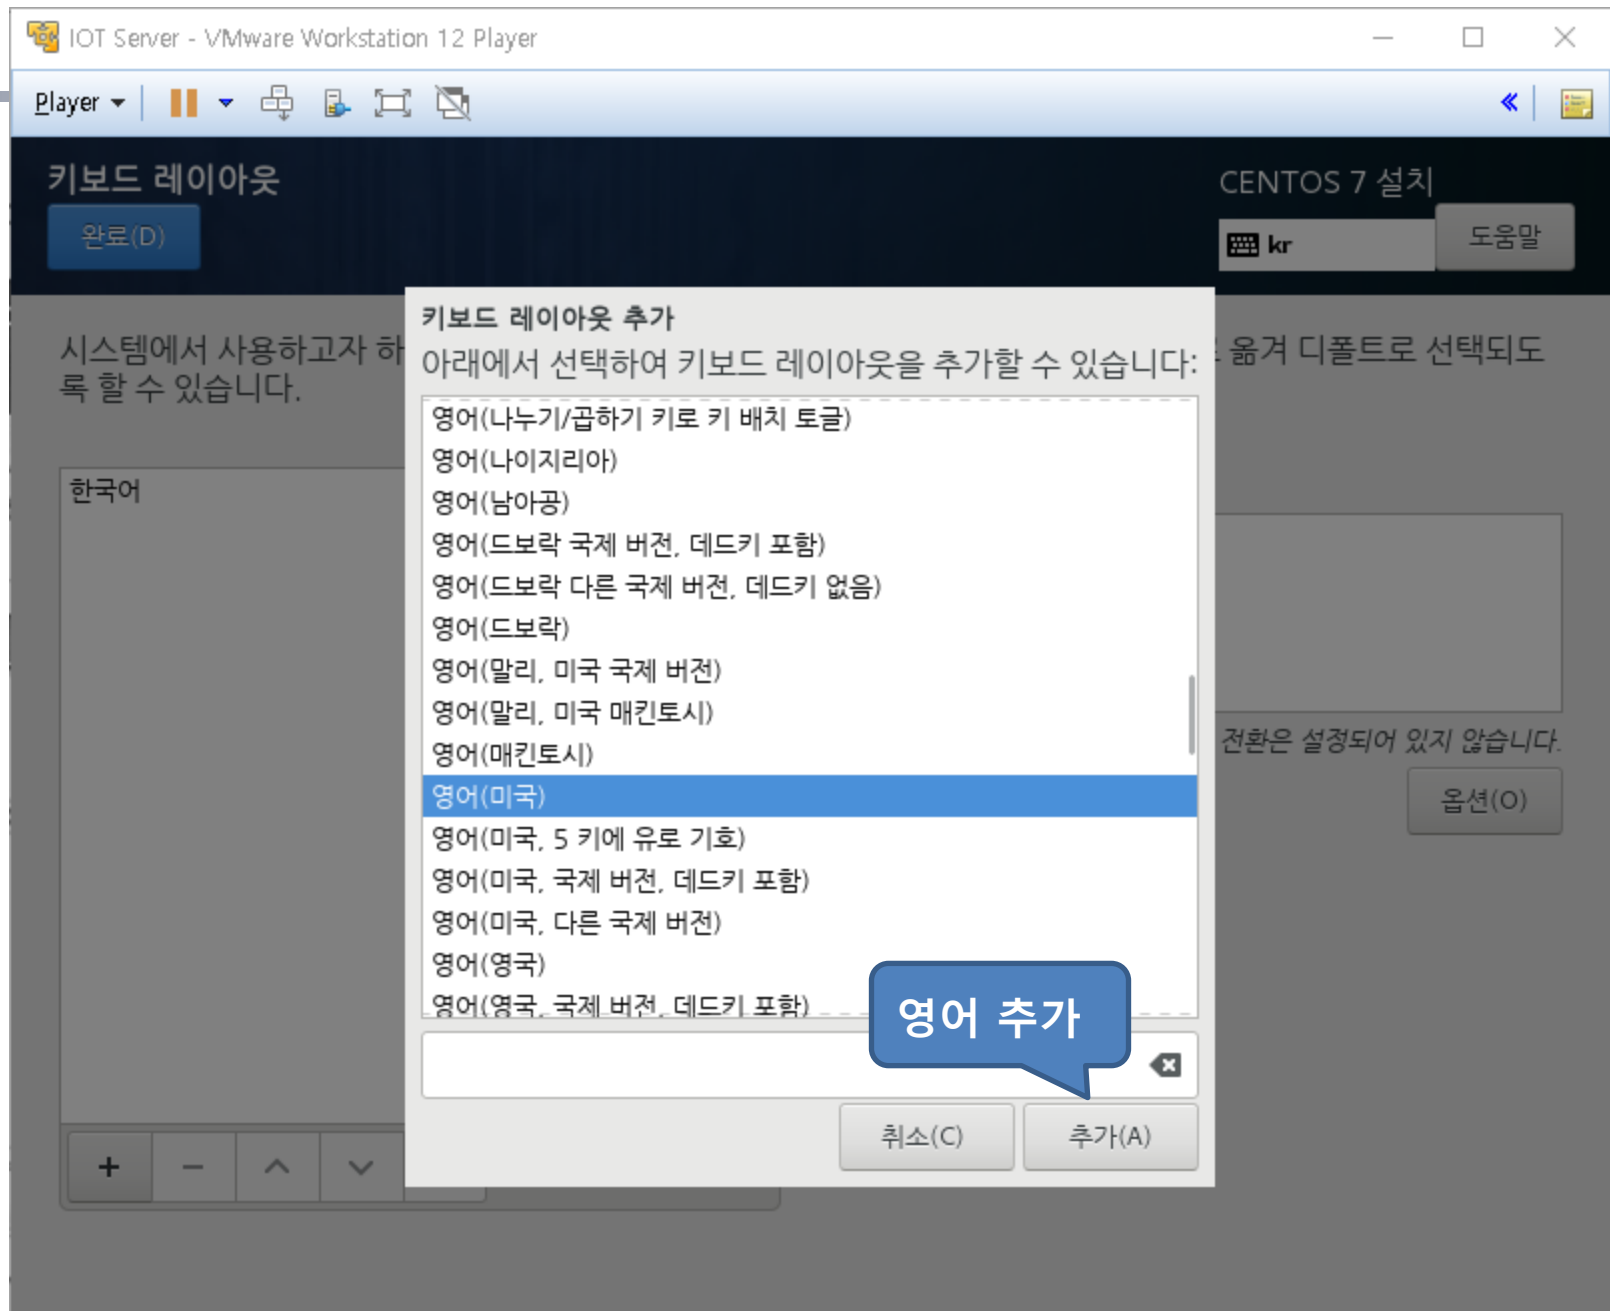 IOT Server - VMware Workstation 12 Player
Player
키보드 레이아웃
CENTOS 7 설치
완료(D)
kr
도움말
시스템에서 사용하고자 하
옮겨 디폴트로 선택되도
록 할 수 있습니다.
한국어
키보드 레이아웃 추가
아래에서 선택하여 키보드 레이아웃을 추가할 수 있습니다:
영어(나누기/곱하기 키로 키 배치 토글)
영어(나이지리아)
영어(남아공)
영어(드보락 국제 버전, 데드키 포함)
영어(드보락 다른 국제 버전, 데드키 없음)
영어(드보락)
영어(말리, 미국 국제 버전)
영어(말리, 미국 매킨토시)
영어(매킨토시)
영어(미국)
영어(미국, 5 키에 유로 기호)
영어(미국, 국제 버전, 데드키 포함)
영어(미국, 다른 국제 버전)
영어(영국)
영어(영국, 국제 버전, 데드키 포함)
영어 추가
취소(C)
추가(A)
전환은 설정되어 있지 않습니다.
옵션(O)